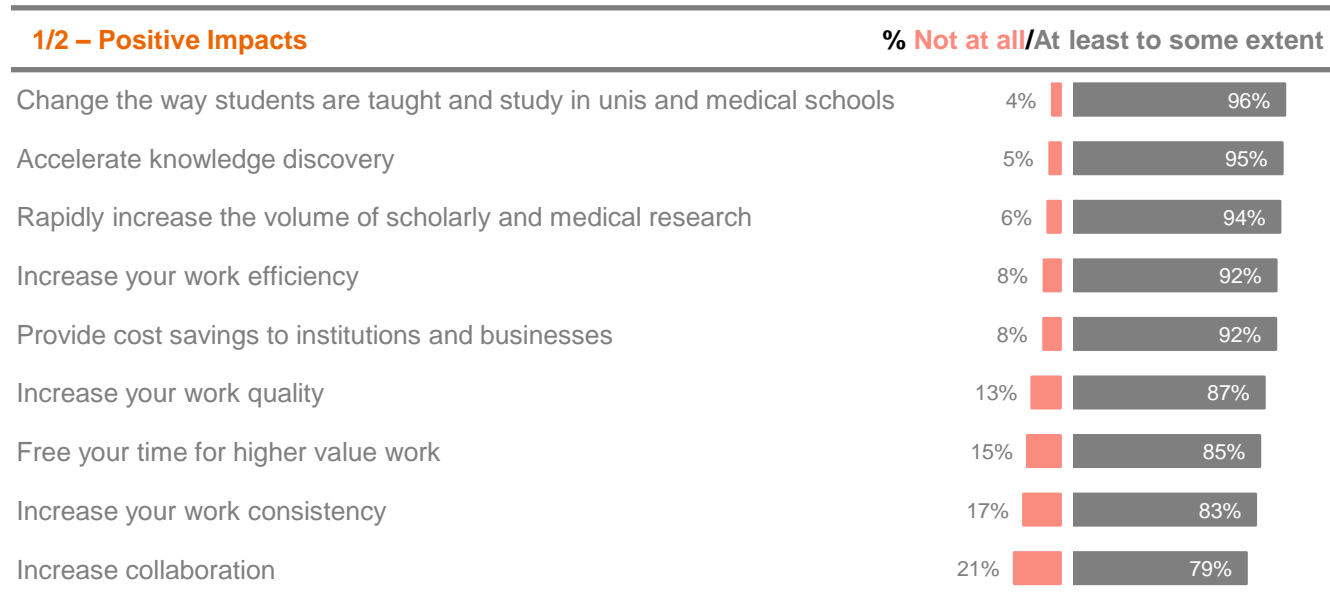 1/2 – Positive Impacts % Not at all/At least to some extent
Change the way students are taught and study in unis and medical schools 4% 96%
Accelerate knowledge discovery 5% 95%
Rapidly increase the volume of scholarly and medical research 6% 94%
Increase your work efficiency 8% 92%
Provide cost savings to institutions and businesses 8% 92%
Increase your work quality 13% 87%
Free your time for higher value work 15% 85%
Increase your work consistency 17% 83%
Increase collaboration 21% 79%